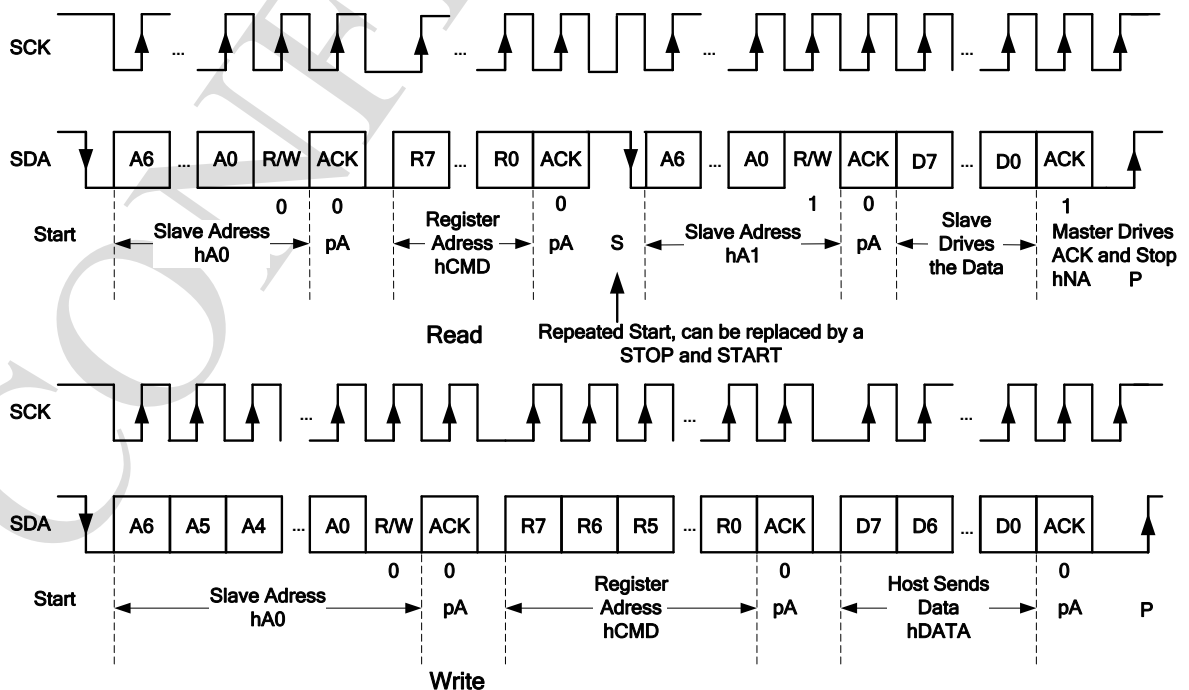 SCK
... ... ... ...
SDA A6 ... A0 R/W ACK R7 ... R0 ACK A6 ... A0 R/W ACK D7 ... D0 ACK
0 0 0 1 0 1
Start Slave Adress pA Register pA S Slave Adress pA Slave Master Drives
hA0 Adress hA1 Drives ACK and Stop
hCMD the Data hNA P
Read
Repeated Start, can be replaced by a
STOP and START
SCK
... ... ...
SDA A6 A5 A4 ... A0 R/W ACK R7 R6 R5 ... R0 ACK D7 D6 ... D0 ACK
0 0 0 0
Start Slave Adress pA Register pA Host Sends pA P
hA0 Adress Data
hCMD hDATA
Write